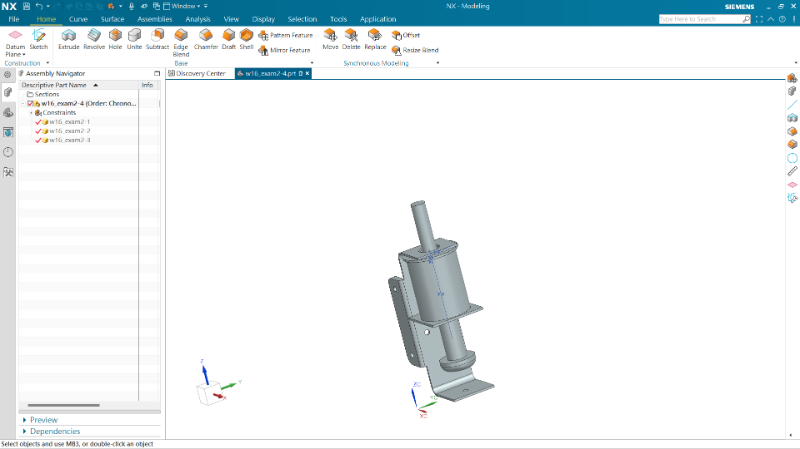 NX Window NX - Modeling SIEMENS
File Home Curve Surface Assemblies Analysis View Display Selection Tools Application Type Here to Search
Datum Plane Sketch Extrude Revolve Hole Unite Subtract Edge Blend Chamfer Draft Shell Pattern Feature Mirror Feature Move Delete Replace Offset Resize Blend
Construction Base Synchronous Modeling
Assembly Navigator Discovery Center w16_exam2-4.prt
Descriptive Part Name Info
Sections
w16_exam2-4 (Order: Chrono...
Constraints
w16_exam2-1
w16_exam2-2
w16_exam2-3
Z
Y
X
ZC
YC
XC
Preview
Dependencies
Select objects and use MB3, or double-click an object